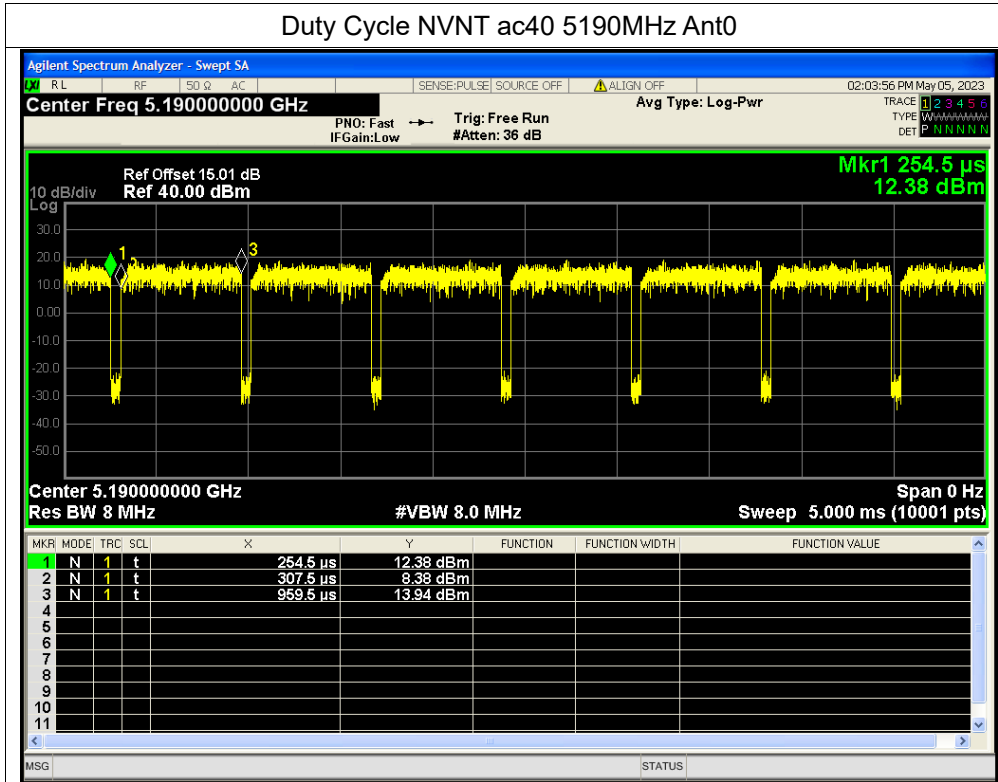 Duty Cycle NVNT ac40 5190MHz Ant0
Agilent Spectrum Analyzer - Swept SA
LXI RL RF 50 Ω AC SENSE:PULSE SOURCE OFF ALIGN OFF 02:03:56 PM May 05, 2023
Center Freq 5.190000000 GHz Avg Type: Log-Pwr TRACE 1 2 3 4 5 6
PNO: Fast Trig: Free Run TYPE WWWWWW
IFGain:Low #Atten: 36 dB DET P N N N N N
Mkr1 254.5 µs
Ref Offset 15.01 dB
10 dB/div Ref 40.00 dBm 12.38 dBm
Log
30.0
20.0
10.0
0.00
-10.0
-20.0
-30.0
-40.0
-50.0
1 2 3
Center 5.190000000 GHz Span 0 Hz
Res BW 8 MHz #VBW 8.0 MHz Sweep 5.000 ms (10001 pts)
MKR MODE TRC SCL X Y FUNCTION FUNCTION WIDTH FUNCTION VALUE
1 N 1 t 254.5 µs 12.38 dBm
2 N 1 t 307.5 µs 8.38 dBm
3 N 1 t 959.5 µs 13.94 dBm
4
5
6
7
8
9
10
11
MSG STATUS